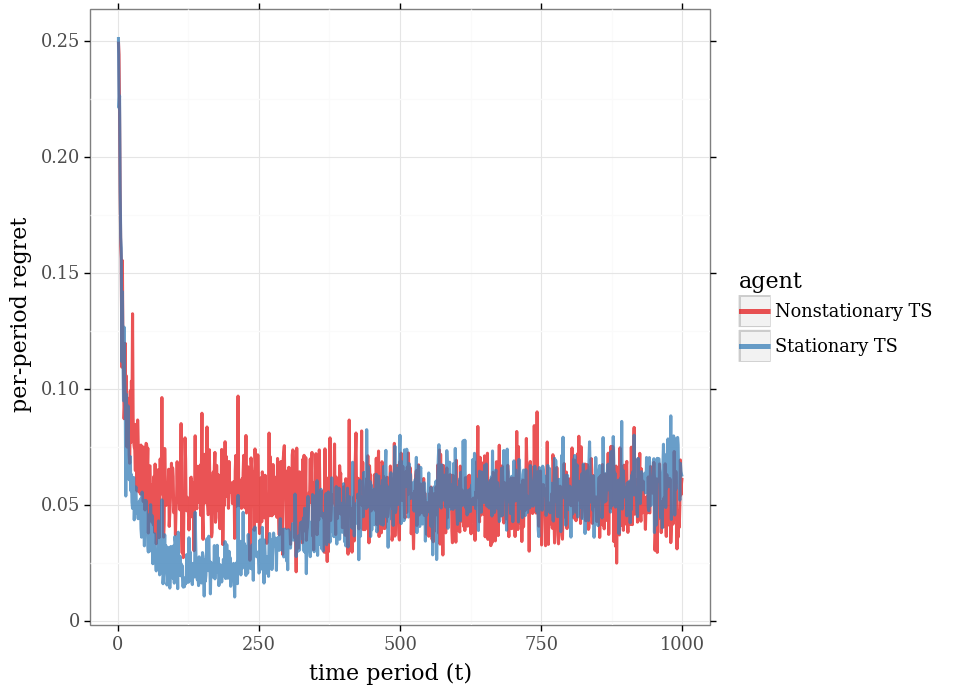 0.25
0.20
0.15
0.10
0.05
0
per-period regret
0
250
500
750
1000
time period (t)
agent
Nonstationary TS
Stationary TS